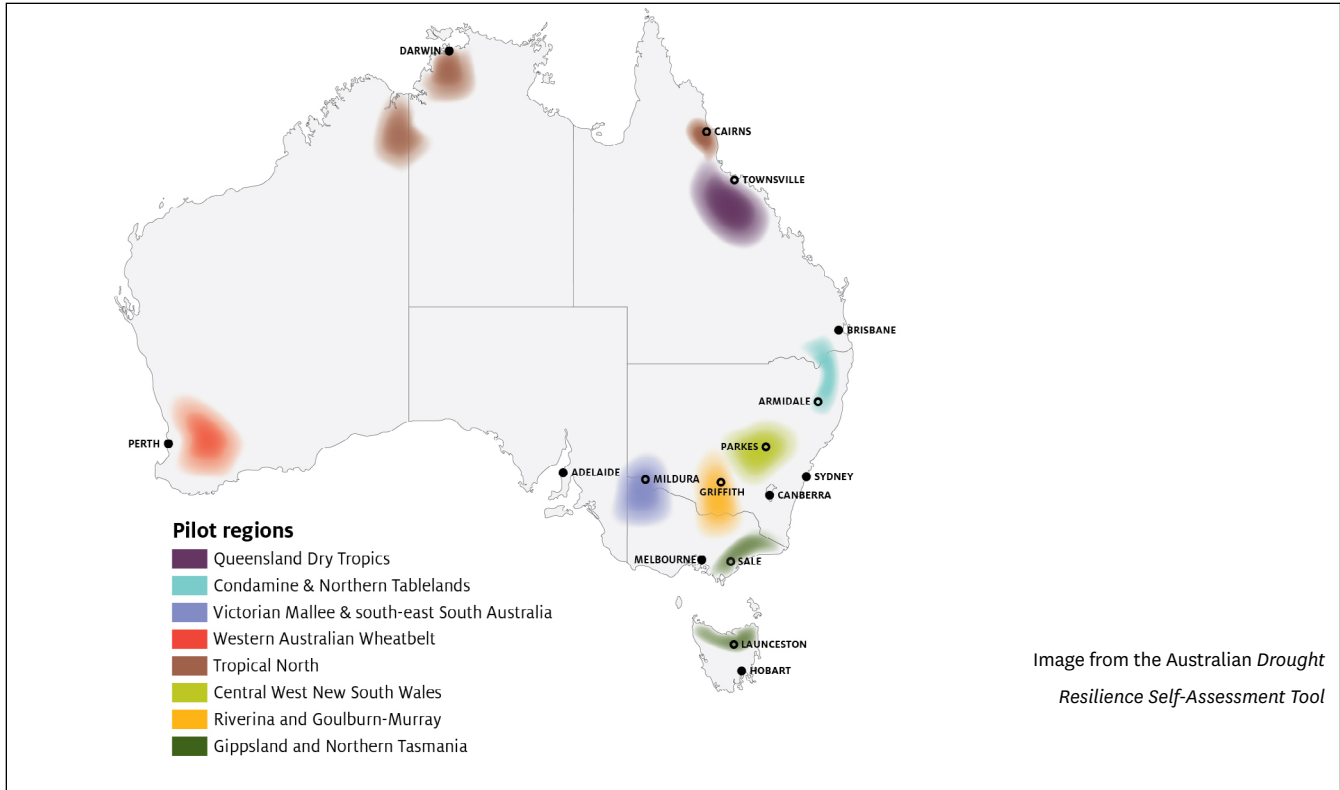 DARWIN
CAIRNS
TOWNSVILLE
BRISBANE
ARMIDALE
PARKES
PERTH
ADELAIDE
MILDURA
SYDNEY
GRIFFITH
CANBERRA
Pilot regions
Queensland Dry Tropics
Condamine & Northern Tablelands
Victorian Mallee & south-east South Australia
Western Australian Wheatbelt
Tropical North
Central West New South Wales
Riverina and Goulburn-Murray
Gippsland and Northern Tasmania
MELBOURNE
SALE
LAUNCESTON
HOBART
Image from the Australian Drought
Resilience Self-Assessment Tool